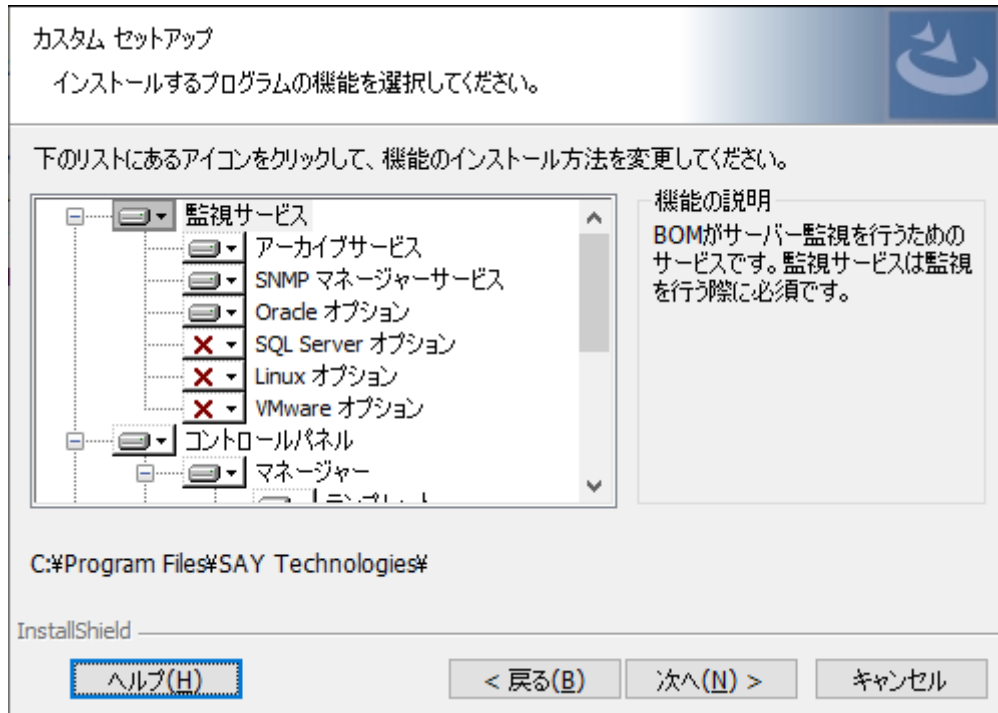 カスタム セットアップ
インストールするプログラムの機能を選択してください。
下のリストにあるアイコンをクリックして、機能のインストール方法を変更してください。
監視サービス
アーカイブサービス
SNMP マネージャーサービス
Oracle オプション
SQL Server オプション
Linux オプション
VMware オプション
コントロールパネル
マネージャー
テンプレート
機能の説明
BOMがサーバー監視を行うための
サービスです。監視サービスは監視
を行う際に必須です。
C:¥Program Files¥SAY Technologies¥
InstallShield
ヘルプ(H)
< 戻る(B)
次へ(N) >
キャンセル